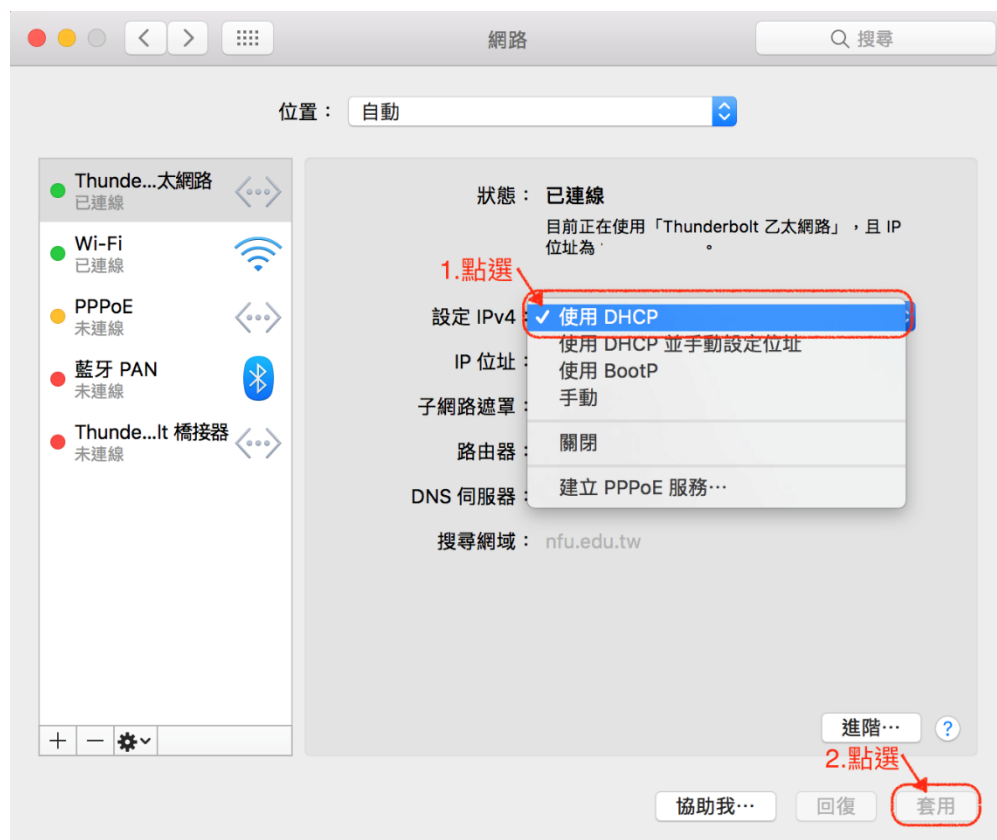 網路
搜尋
位置： 自動
Thunde...太網路
已連線
Wi-Fi
已連線
PPPoE
未連線
藍牙 PAN
未連線
Thunde...lt 橋接器
未連線
狀態： 已連線
目前正在使用「Thunderbolt 乙太網路」，且 IP
位址為 。
1.點選
設定 IPv4： ✓ 使用 DHCP
使用 DHCP 並手動設定位址
IP 位址：
使用 BootP
手動
子網路遮罩：
關閉
路由器：
建立 PPPoE 服務…
DNS 伺服器：
搜尋網域： nfu.edu.tw
進階…
?
2.點選
協助我…
回復
套用